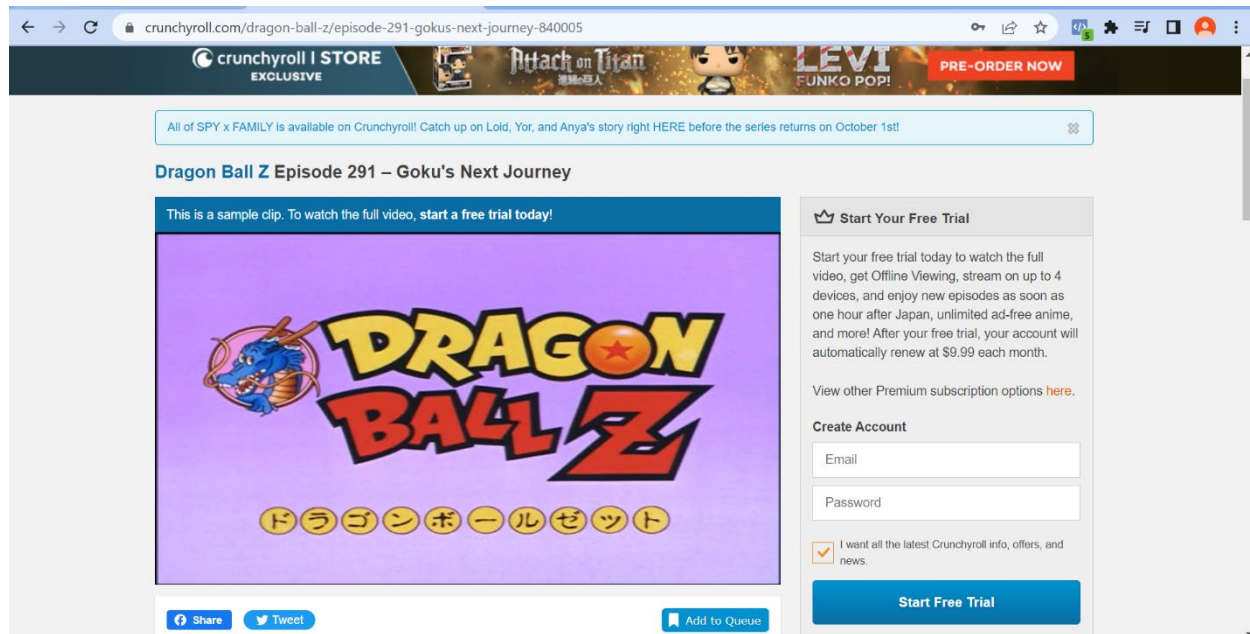 crunchyroll.com/dragon-ball-z/episode-291-gokus-next-journey-840005
5
crunchyroll | STORE
EXCLUSIVE
Attack on Titan
進撃の巨人
LEVI
FUNKO POP!
PRE-ORDER NOW
All of SPY x FAMILY is available on Crunchyroll! Catch up on Loid, Yor, and Anya's story right HERE before the series returns on October 1st!
Dragon Ball Z Episode 291 – Goku's Next Journey
This is a sample clip. To watch the full video, start a free trial today!
DRAGON
BALL Z
ドラゴンボールゼット
Share
Tweet
Add to Queue
Start Your Free Trial
Start your free trial today to watch the full
video, get Offline Viewing, stream on up to 4
devices, and enjoy new episodes as soon as
one hour after Japan, unlimited ad-free anime,
and more! After your free trial, your account will
automatically renew at $9.99 each month.
View other Premium subscription options here.
Create Account
Email
Password
I want all the latest Crunchyroll info, offers, and
news.
Start Free Trial